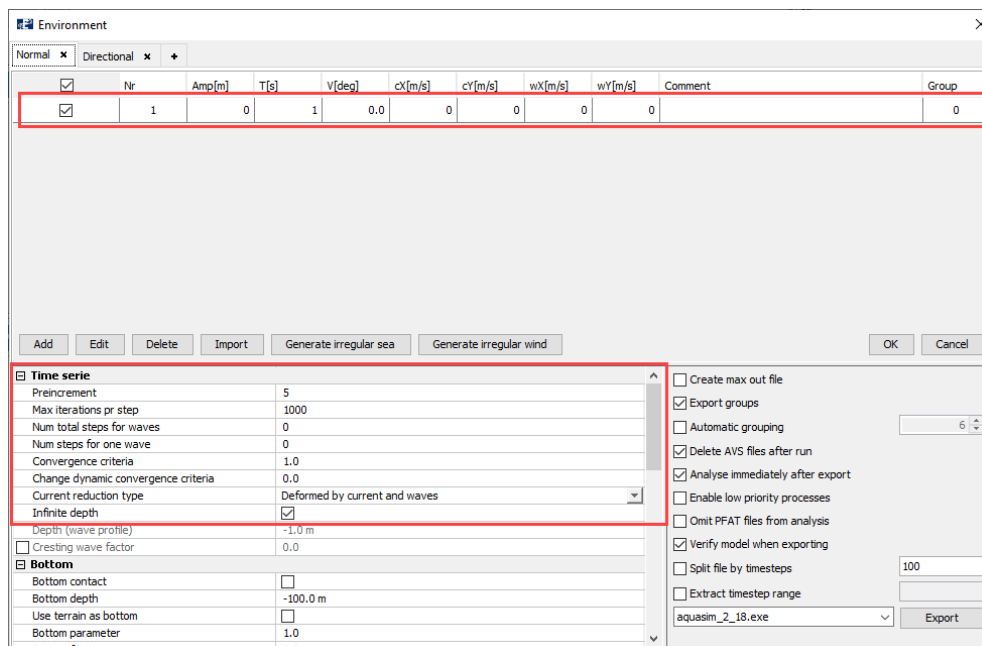 Environment
Normal Directional +
Nr Amp[m] T[s] V[deg] cX[m/s] cY[m/s] wX[m/s] wY[m/s] Comment Group
1 0 1 0.0 0 0 0 0 0
Add Edit Delete Import Generate irregular sea Generate irregular wind OK Cancel
Time serie
Preincrement 5
Max iterations pr step 1000
Num total steps for waves 0
Num steps for one wave 0
Convergence criteria 1.0
Change dynamic convergence criteria 0.0
Current reduction type Deformed by current and waves
Infinite depth
Depth (wave profile) -1.0 m
Cresting wave factor 0.0
Bottom
Bottom contact
Bottom depth -100.0 m
Use terrain as bottom
Bottom parameter 1.0
Create max out file
Export groups
Automatic grouping 6
Delete AVS files after run
Analyse immediately after export
Enable low priority processes
Omit PFAT files from analysis
Verify model when exporting
Split file by timesteps 100
Extract timestep range
aquasim_2_18.exe Export